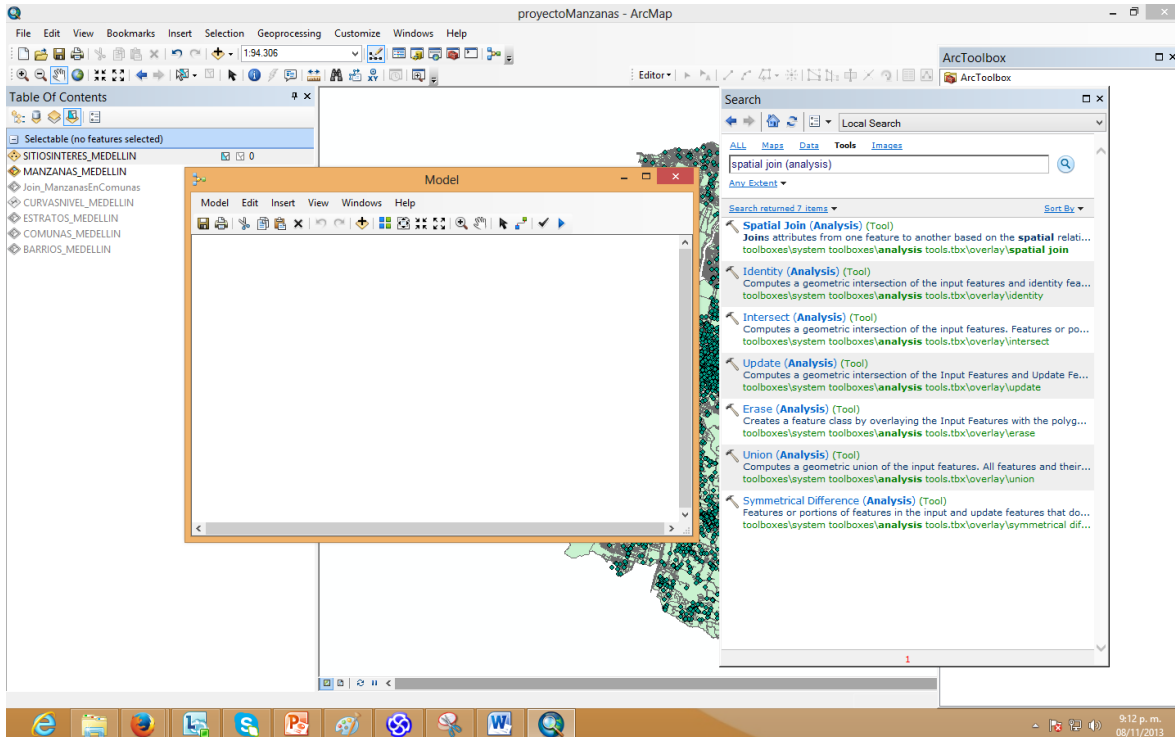 proyectoManzanas - ArcMap
File Edit View Bookmarks Insert Selection Geoprocessing Customize Windows Help
1:94.306
Editor
ArcToolbox
ArcToolbox
Table Of Contents
Selectable (no features selected)
SITIOSINTERES_MEDELLIN 0
MANZANAS_MEDELLIN
Join_ManzanasEnComunas
CURVASNIVEL_MEDELLIN
ESTRATOS_MEDELLIN
COMUNAS_MEDELLIN
BARRIOS_MEDELLIN
Model
Model Edit Insert View Windows Help
Search
Local Search
ALL Maps Data Tools Images
spatial join (analysis)
Any Extent
Search returned 7 items Sort By
Spatial Join (Analysis) (Tool)
Joins attributes from one feature to another based on the spatial relati...
toolboxes\system toolboxes\analysis tools.tbx\overlay\spatial join
Identity (Analysis) (Tool)
Computes a geometric intersection of the input features and identity fea...
toolboxes\system toolboxes\analysis tools.tbx\overlay\identity
Intersect (Analysis) (Tool)
Computes a geometric intersection of the input features. Features or po...
toolboxes\system toolboxes\analysis tools.tbx\overlay\intersect
Update (Analysis) (Tool)
Computes a geometric intersection of the Input Features and Update Fe...
toolboxes\system toolboxes\analysis tools.tbx\overlay\update
Erase (Analysis) (Tool)
Creates a feature class by overlaying the Input Features with the polyg...
toolboxes\system toolboxes\analysis tools.tbx\overlay\erase
Union (Analysis) (Tool)
Computes a geometric union of the input features. All features and their...
toolboxes\system toolboxes\analysis tools.tbx\overlay\union
Symmetrical Difference (Analysis) (Tool)
Features or portions of features in the input and update features that do...
toolboxes\system toolboxes\analysis tools.tbx\overlay\symmetrical dif...
1
9:12 p. m.
08/11/2013